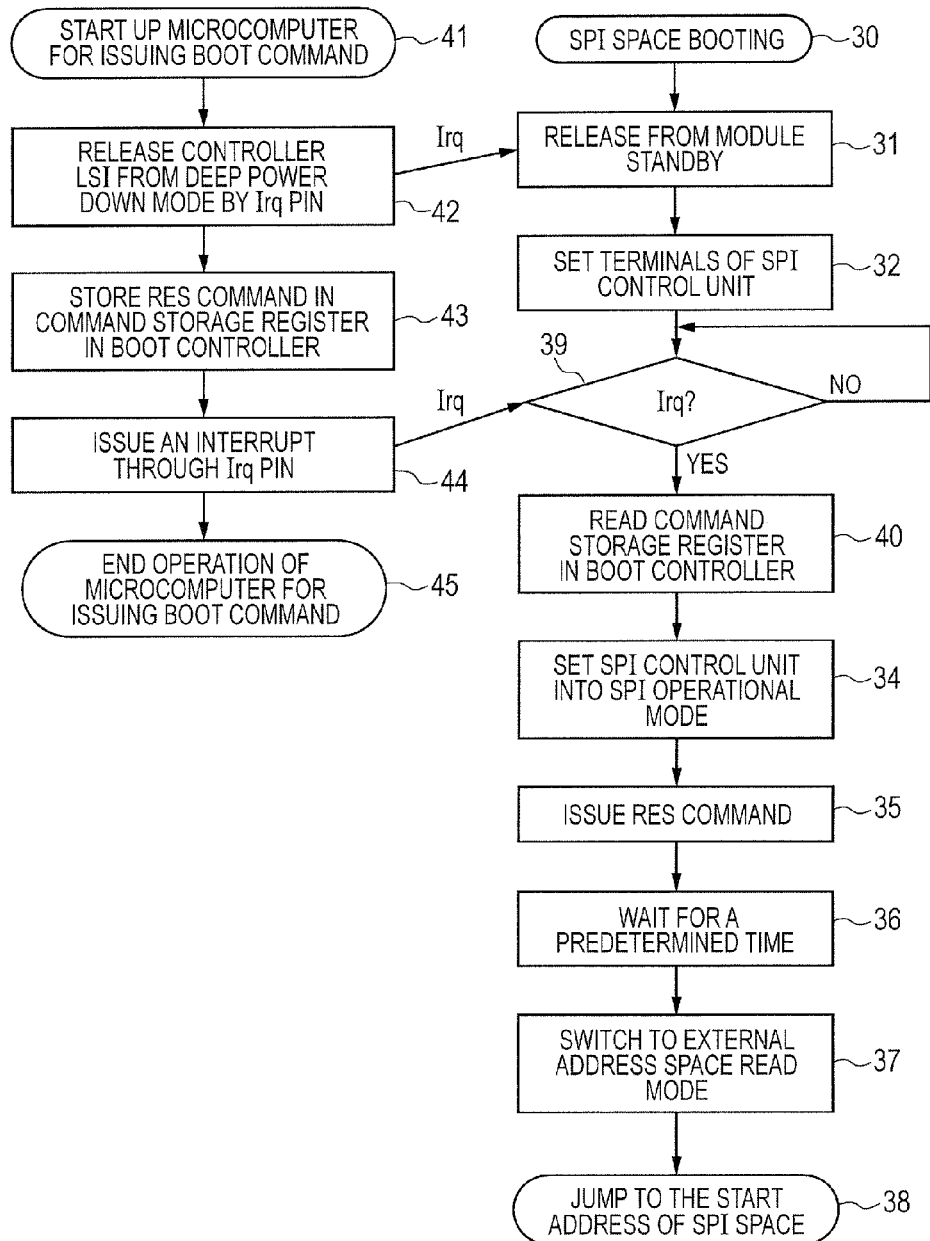 START UP MICROCOMPUTER
FOR ISSUING BOOT COMMAND
41
RELEASE CONTROLLER
LSI FROM DEEP POWER
DOWN MODE BY Irq PIN
42
Irq
STORE RES COMMAND IN
COMMAND STORAGE REGISTER
IN BOOT CONTROLLER
43
ISSUE AN INTERRUPT
THROUGH Irq PIN
44
Irq
END OPERATION OF
MICROCOMPUTER FOR
ISSUING BOOT COMMAND
45
SPI SPACE BOOTING
30
RELEASE FROM MODULE
STANDBY
31
SET TERMINALS OF SPI
CONTROL UNIT
32
39
Irq?
NO
YES
READ COMMAND
STORAGE REGISTER
IN BOOT CONTROLLER
40
SET SPI CONTROL UNIT
INTO SPI OPERATIONAL
MODE
34
ISSUE RES COMMAND
35
WAIT FOR A
PREDETERMINED TIME
36
SWITCH TO EXTERNAL
ADDRESS SPACE READ
MODE
37
JUMP TO THE START
ADDRESS OF SPI SPACE
38